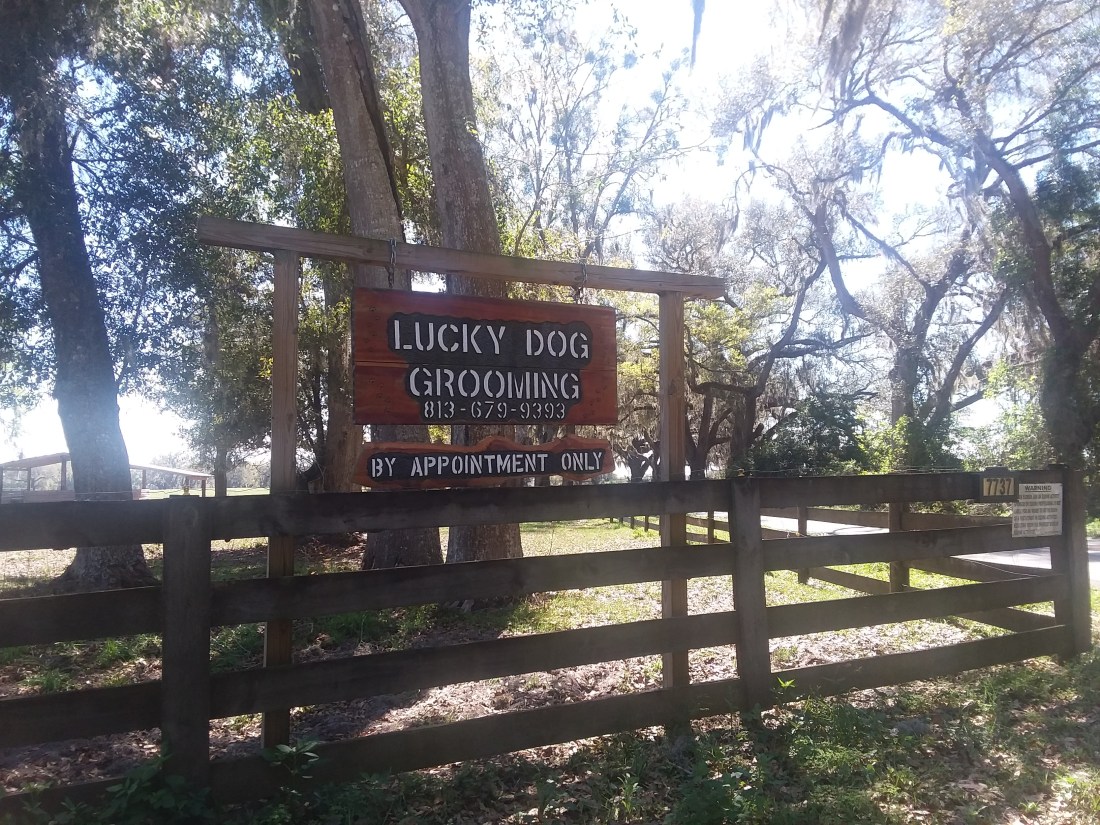 LUCKY DOG
GROOMING
813-679-9393
BY APPOINTMENT ONLY
7737
WARNING